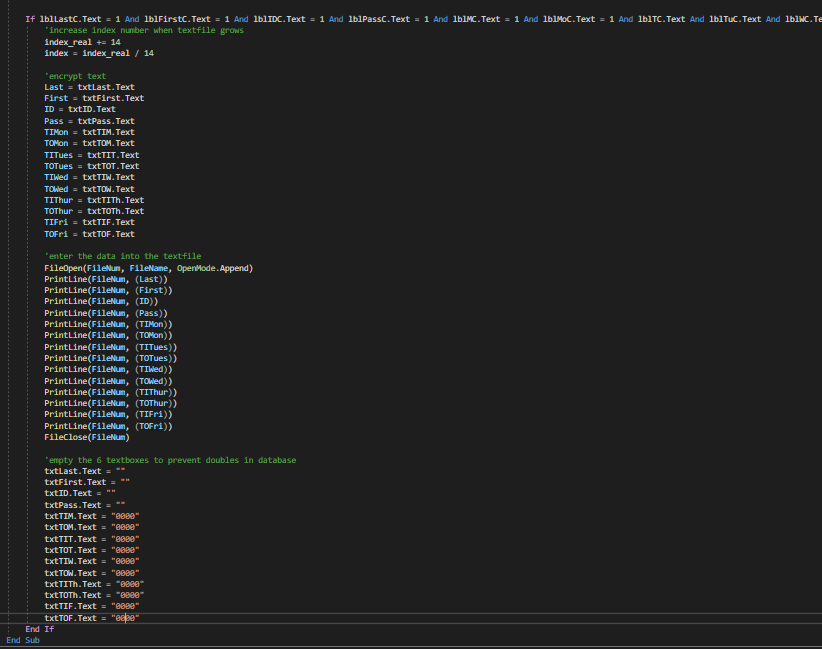 If lblLastC.Text = 1 And lblFirstC.Text = 1 And lblIDC.Text = 1 And lblPassC.Text = 1 And lblMC.Text = 1 And lblMoC.Text = 1 And lblTC.Text And lblTuC.Text And lblWC.Te
'increase index number when textfile grows
index_real += 14
index = index_real / 14
'encrypt text
Last = txtLast.Text
First = txtFirst.Text
ID = txtID.Text
Pass = txtPass.Text
TIMon = txtTIM.Text
TOMon = txtTOM.Text
TITues = txtTIT.Text
TOTues = txtTOT.Text
TIWed = txtTIW.Text
TOWed = txtTOW.Text
TIThur = txtTITh.Text
TOThur = txtTOTh.Text
TIFri = txtTIF.Text
TOFri = txtTOF.Text
'enter the data into the textfile
FileOpen(FileNum, FileName, OpenMode.Append)
PrintLine(FileNum, (Last))
PrintLine(FileNum, (First))
PrintLine(FileNum, (ID))
PrintLine(FileNum, (Pass))
PrintLine(FileNum, (TIMon))
PrintLine(FileNum, (TOMon))
PrintLine(FileNum, (TITues))
PrintLine(FileNum, (TOTues))
PrintLine(FileNum, (TIWed))
PrintLine(FileNum, (TOWed))
PrintLine(FileNum, (TIThur))
PrintLine(FileNum, (TOThur))
PrintLine(FileNum, (TIFri))
PrintLine(FileNum, (TOFri))
FileClose(FileNum)
'empty the 6 textboxes to prevent doubles in database
txtLast.Text = ""
txtFirst.Text = ""
txtID.Text = ""
txtPass.Text = ""
txtTIM.Text = "0000"
txtTOM.Text = "0000"
txtTIT.Text = "0000"
txtTOT.Text = "0000"
txtTIW.Text = "0000"
txtTOW.Text = "0000"
txtTITh.Text = "0000"
txtTOTh.Text = "0000"
txtTIF.Text = "0000"
txtTOF.Text = "0000"
End If
End Sub